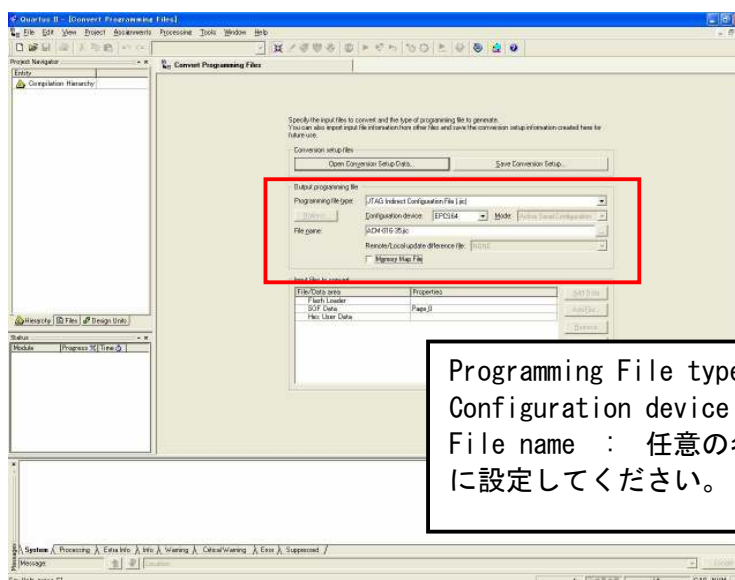 Quartus II - [Convert Programming Files]
File Edit View Project Assignments Processing Tools Window Help
Project Navigator
Convert Programming Files
Entity
Compilation Hierarchy
Specify the input files to convert and the type of programming file to generate.
You can also import input file information from other files and save the conversion setup information created here for
future use.
Conversion setup files
Open Conversion Setup Data...
Save Conversion Setup...
Output programming file
Programming file type:
JTAG Indirect Configuration File (.jic)
Options...
Configuration device:
EPCS64
Mode:
Active Serial Configuration
File name:
Remote/Local update difference file:
NONE
Memory Map File
Input files to convert
File/Data area
Properties
Add Data
Flash Loader
SOF Data
Page_0
Add File...
Hex User Data
Remove
Hierarchy
Files
Design Units
Status
Module
Progress %
Time
Programming File type
Configuration device
File name : 任意の
に設定してください。
System
Processing
Extra Info
Info
Warning
Critical Warning
Error
Suppressed
Messages
Message:
Location:
Locate
CAP NUM